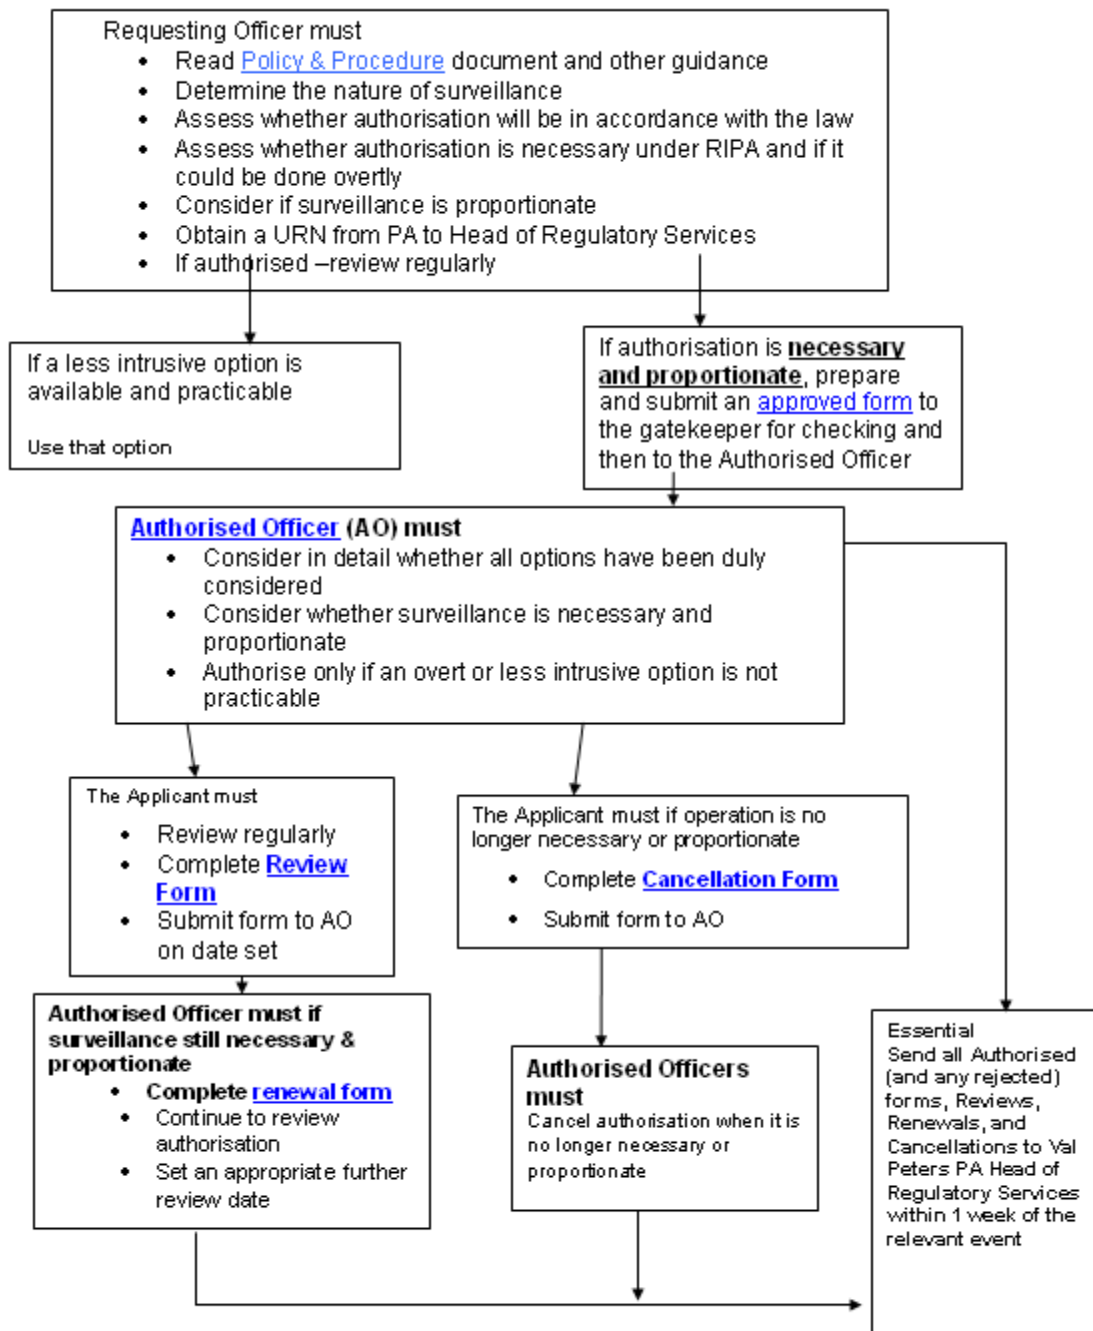 Requesting Officer must
• Read Policy & Procedure document and other guidance
• Determine the nature of surveillance
• Assess whether authorisation will be in accordance with the law
• Assess whether authorisation is necessary under RIPA and if it
could be done overtly
• Consider if surveillance is proportionate
• Obtain a URN from PA to Head of Regulatory Services
• If authorised –review regularly
If a less intrusive option is
available and practicable
Use that option
If authorisation is necessary
and proportionate, prepare
and submit an approved form to
the gatekeeper for checking and
then to the Authorised Officer
Authorised Officer (AO) must
• Consider in detail whether all options have been duly
considered
• Consider whether surveillance is necessary and
proportionate
• Authorise only if an overt or less intrusive option is not
practicable
The Applicant must
• Review regularly
• Complete Review
Form
• Submit form to AO
on date set
The Applicant must if operation is no
longer necessary or proportionate
• Complete Cancellation Form
• Submit form to AO
Authorised Officer must if
surveillance still necessary &
proportionate
• Complete renewal form
• Continue to review
authorisation
• Set an appropriate further
review date
Authorised Officers
must
Cancel authorisation when it is
no longer necessary or
proportionate
Essential
Send all Authorised
(and any rejected)
forms, Reviews,
Renewals, and
Cancellations to Val
Peters PA Head of
Regulatory Services
within 1 week of the
relevant event